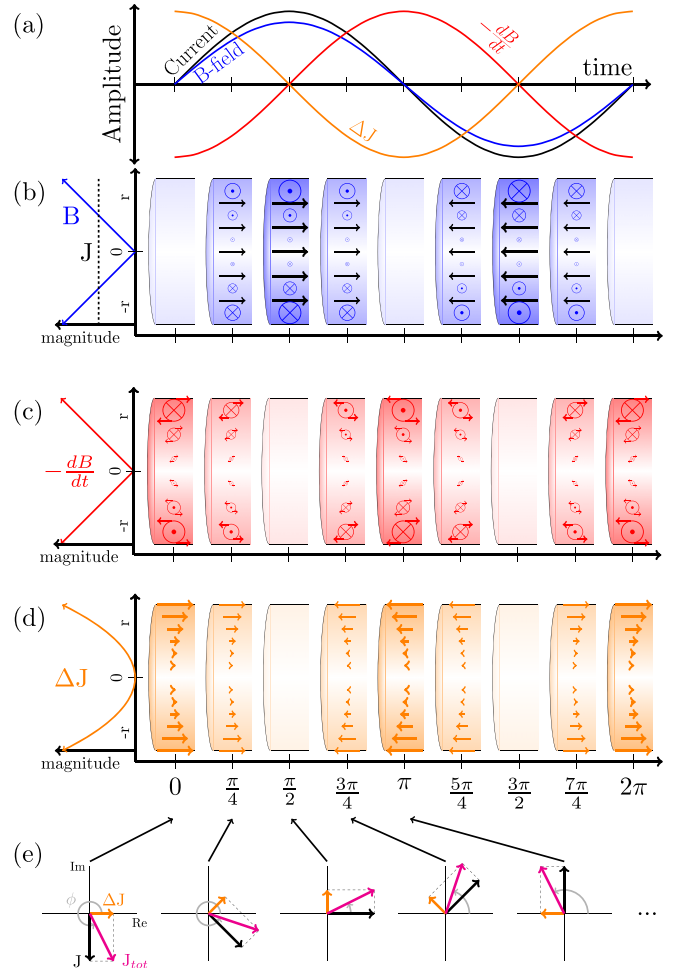 (a)
Amplitude
Current
B-field
−dB/dt
ΔJ
time
(b)
B
J
r
0
-r
magnitude
(c)
−dB/dt
r
0
-r
magnitude
(d)
ΔJ
r
0
-r
magnitude
0 π/4 π/2 3π/4 π 5π/4 3π/2 7π/4 2π
(e)
Im
ϕ
ΔJ
Re
J
J_tot
...